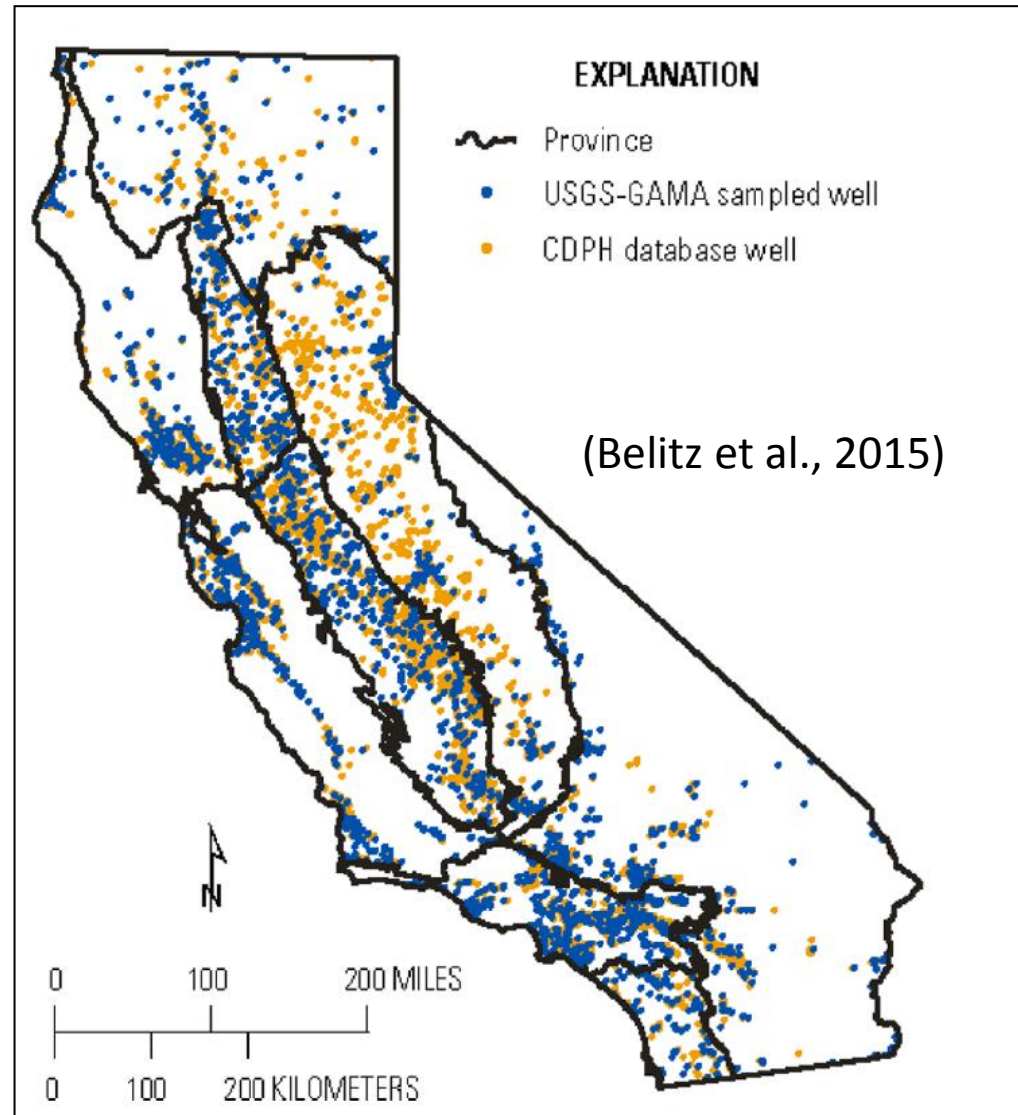 EXPLANATION
Province
USGS-GAMA sampled well
CDPH database well
(Belitz et al., 2015)
N
0 100 200 MILES
0 100 200 KILOMETERS